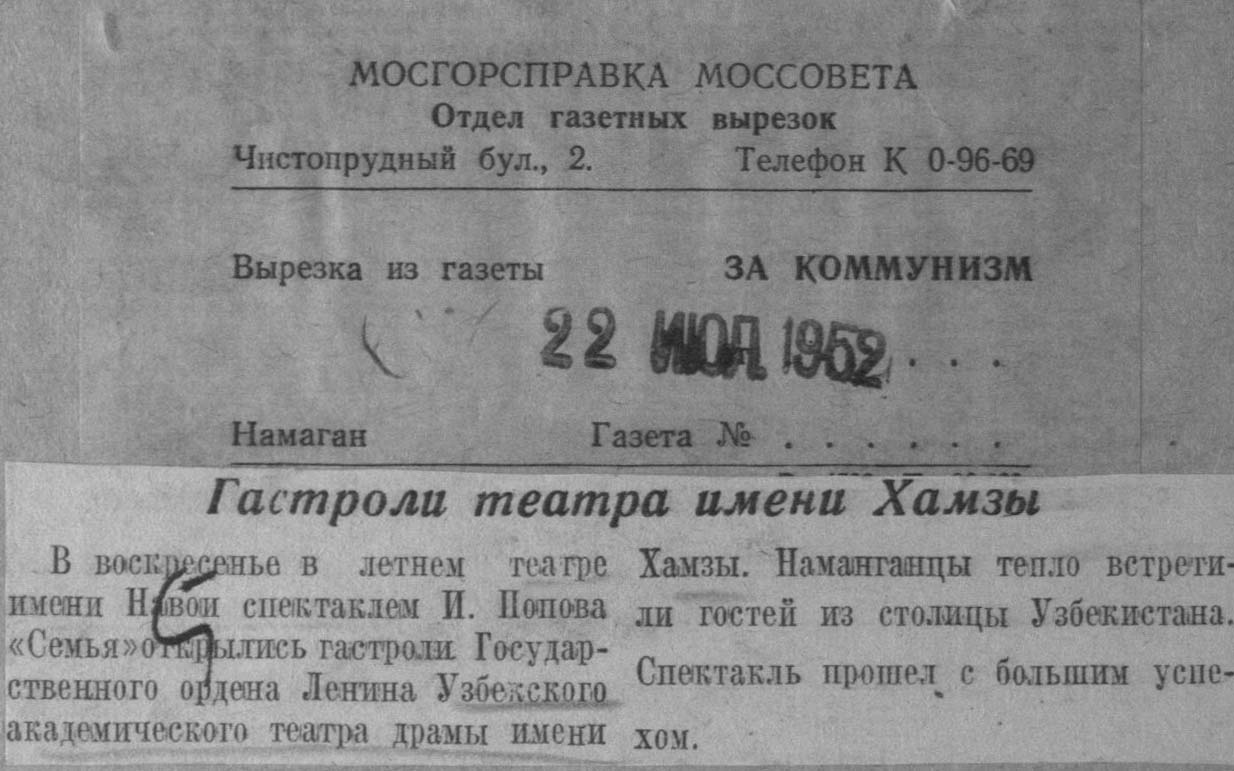 МОСГОРСПРАВКА МОССОВЕТА
Отдел газетных вырезок
Чистопрудный бул., 2. Телефон К 0-96-69
Вырезка из газеты ЗА КОММУНИЗМ
22 ИЮЛ 1952 . . .
Намаган Газета № . . . . . .
Гастроли театра имени Хамзы
В воскресенье в летнем театре
имени Навои спектаклем И. Попова
«Семья» открылись гастроли Государ-
ственного ордена Ленина Узбекского
академического театра драмы имени
Хамзы. Наманганцы тепло встрети-
ли гостей из столицы Узбекистана.
Спектакль прошел с большим успе-
хом.